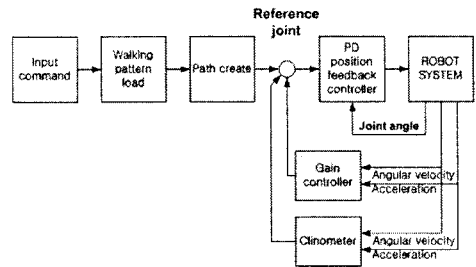 Reference
joint
Input
command
Walking
pattern
load
Path create
PD
position
feedback
controller
ROBOT
SYSTEM
Joint angle
Gain
controller
Angular velocity
Acceleration
Clinometer
Angular velocity
Acceleration